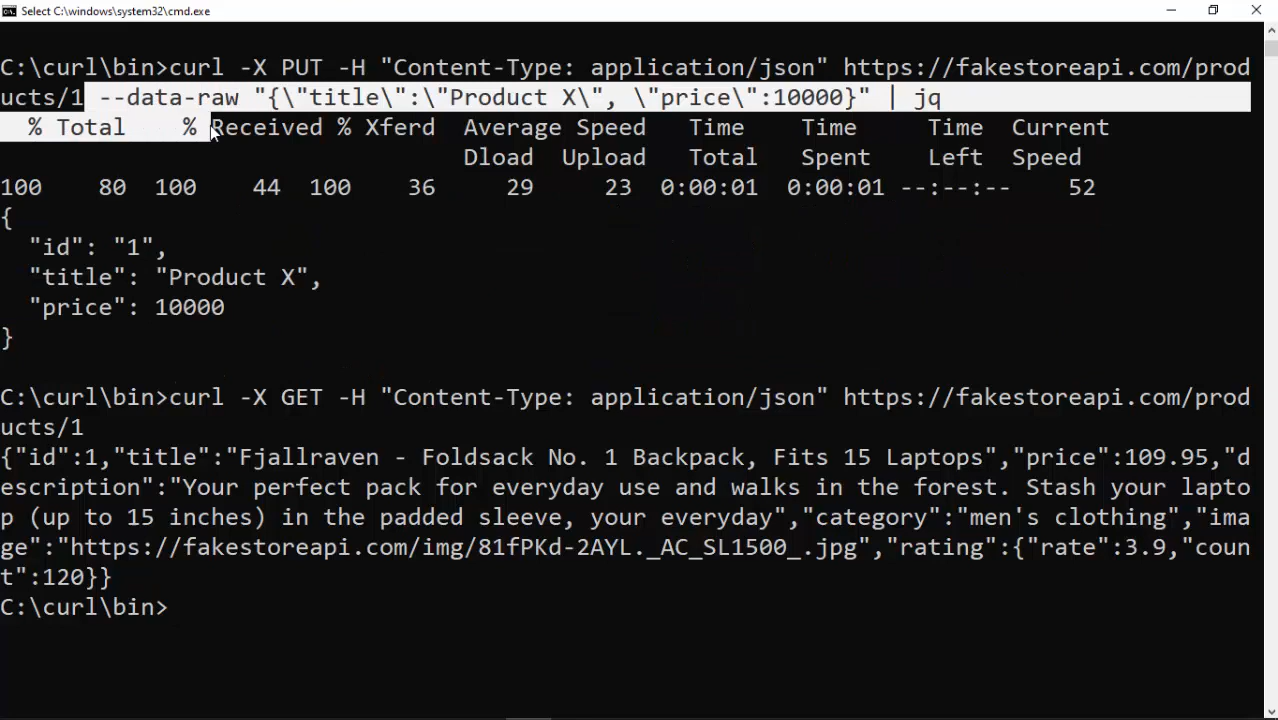 Select C:\windows\system32\cmd.exe
C:\curl\bin>curl -X PUT -H "Content-Type: application/json" https://fakestoreapi.com/prod
ucts/1 --data-raw "{\"title\":\"Product X\", \"price\":10000}" | jq
% Total % Received % Xferd Average Speed Time Time Time Current
Dload Upload Total Spent Left Speed
100 80 100 44 100 36 29 23 0:00:01 0:00:01 --:--:-- 52
{
"id": "1",
"title": "Product X",
"price": 10000
}
C:\curl\bin>curl -X GET -H "Content-Type: application/json" https://fakestoreapi.com/prod
ucts/1
{"id":1,"title":"Fjallraven - Foldsack No. 1 Backpack, Fits 15 Laptops","price":109.95,"d
escription":"Your perfect pack for everyday use and walks in the forest. Stash your lapto
p (up to 15 inches) in the padded sleeve, your everyday","category":"men's clothing","ima
ge":"https://fakestoreapi.com/img/81fPKd-2AYL._AC_SL1500_.jpg","rating":{"rate":3.9,"coun
t":120}}
C:\curl\bin>